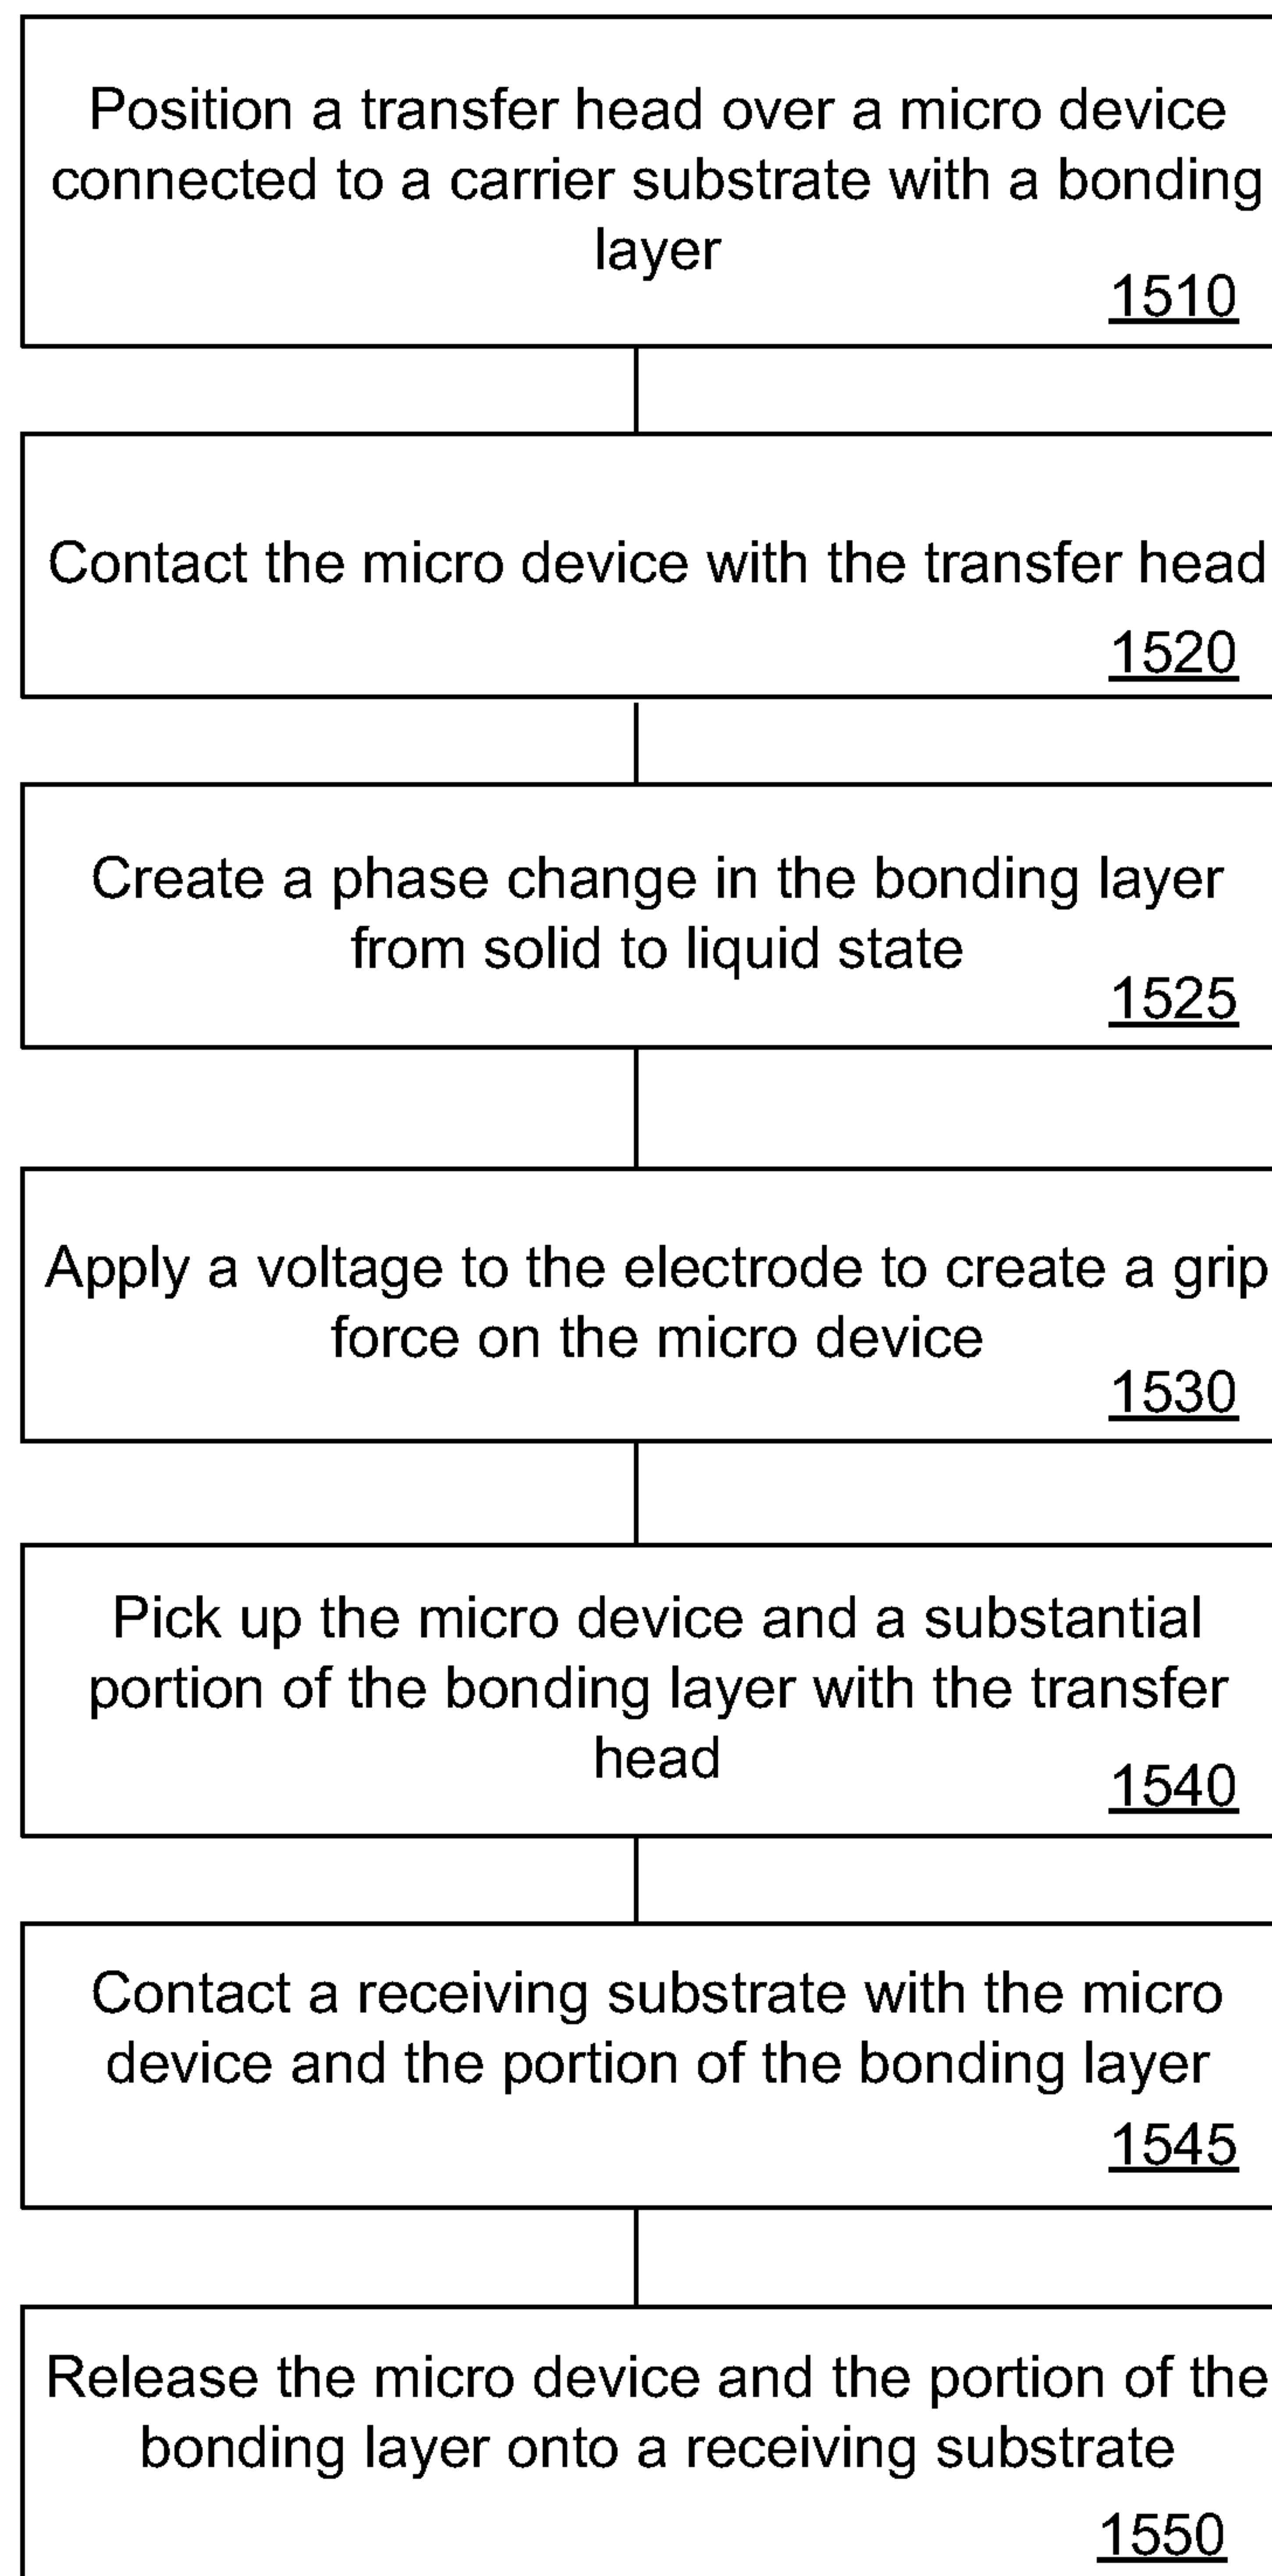 Position a transfer head over a micro device
connected to a carrier substrate with a bonding
layer
1510
Contact the micro device with the transfer head
1520
Create a phase change in the bonding layer
from solid to liquid state
1525
Apply a voltage to the electrode to create a grip
force on the micro device
1530
Pick up the micro device and a substantial
portion of the bonding layer with the transfer
head
1540
Contact a receiving substrate with the micro
device and the portion of the bonding layer
1545
Release the micro device and the portion of the
bonding layer onto a receiving substrate
1550